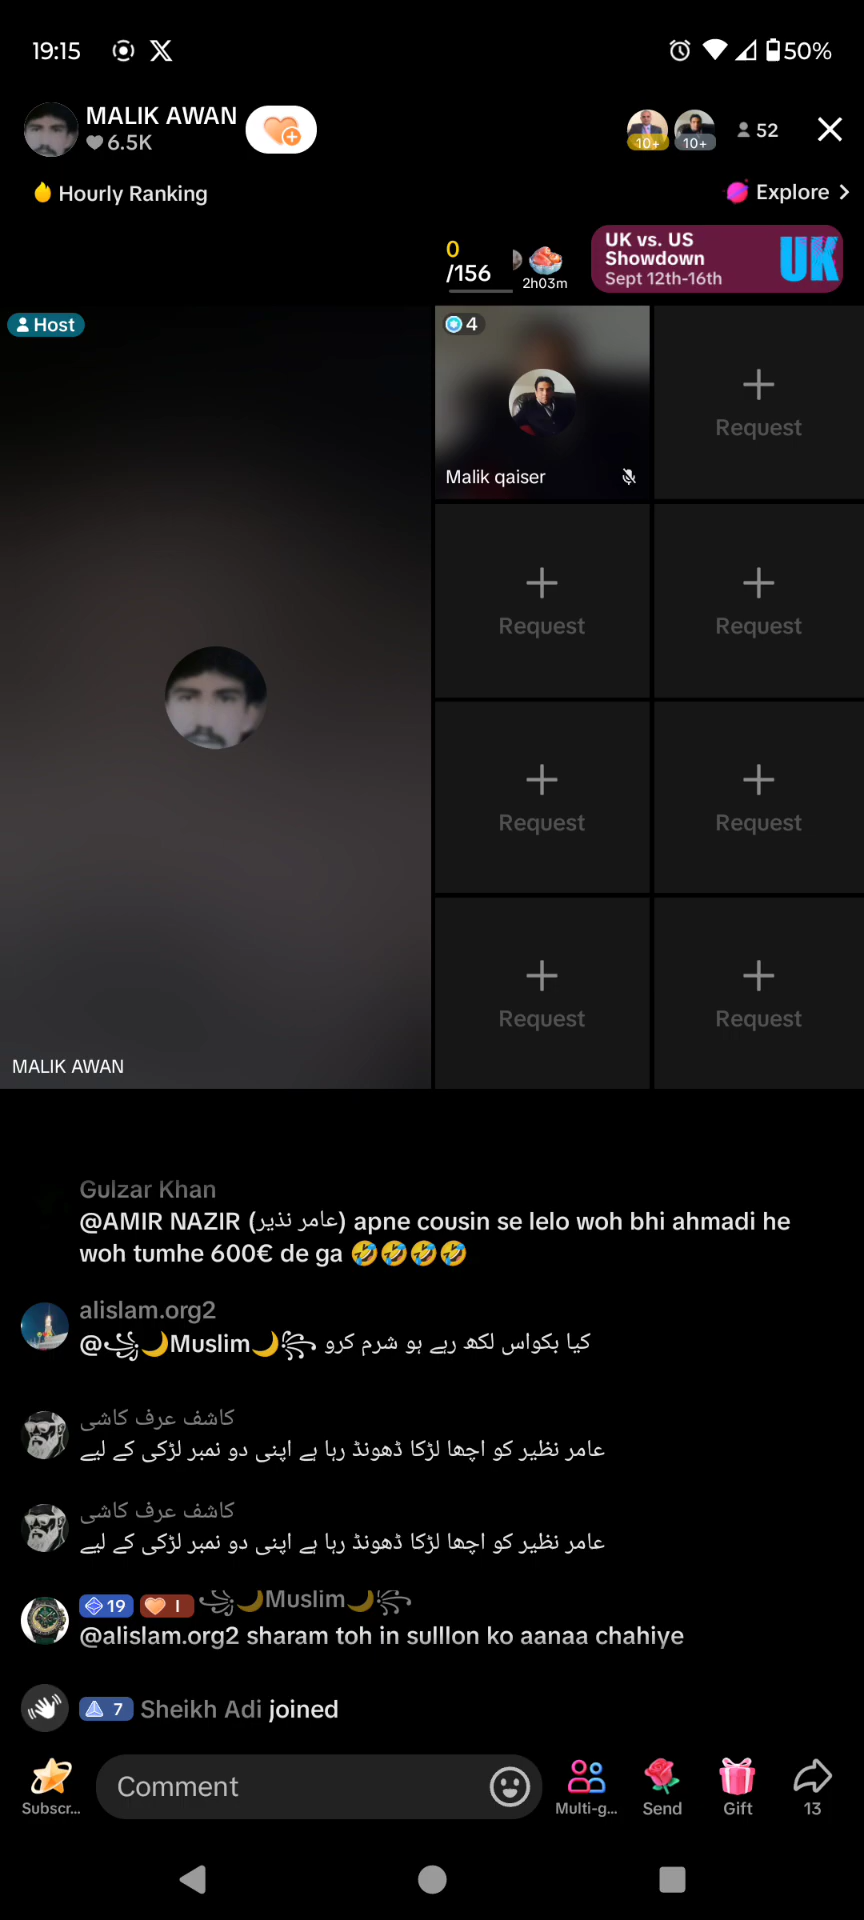 19:15
50%
MALIK AWAN
6.5K
10+
10+
52
Hourly Ranking
Explore
0
/156
2h03m
UK vs. US
Showdown
Sept 12th-16th
UK
Host
4
Request
Malik qaiser
Request
Request
Request
Request
Request
Request
MALIK AWAN
Gulzar Khan
@AMIR NAZIR (عامر نذیر) apne cousin se lelo woh bhi ahmadi he
woh tumhe 600€ de ga 🤣🤣🤣🤣
alislam.org2
@꧁🌙Muslim🌙꧂ کیا بکواس لکھ رہے ہو شرم کرو
کاشف عرف کاشی
عامر نظیر کو اچھا لڑکا ڈھونڈ رہا ہے اپنی دو نمبر لڑکی کے لیے
کاشف عرف کاشی
عامر نظیر کو اچھا لڑکا ڈھونڈ رہا ہے اپنی دو نمبر لڑکی کے لیے
19 I ꧁🌙Muslim🌙꧂
@alislam.org2 sharam toh in sulllon ko aanaa chahiye
7 Sheikh Adi joined
Comment
Subscr...
Multi-g...
Send
Gift
13